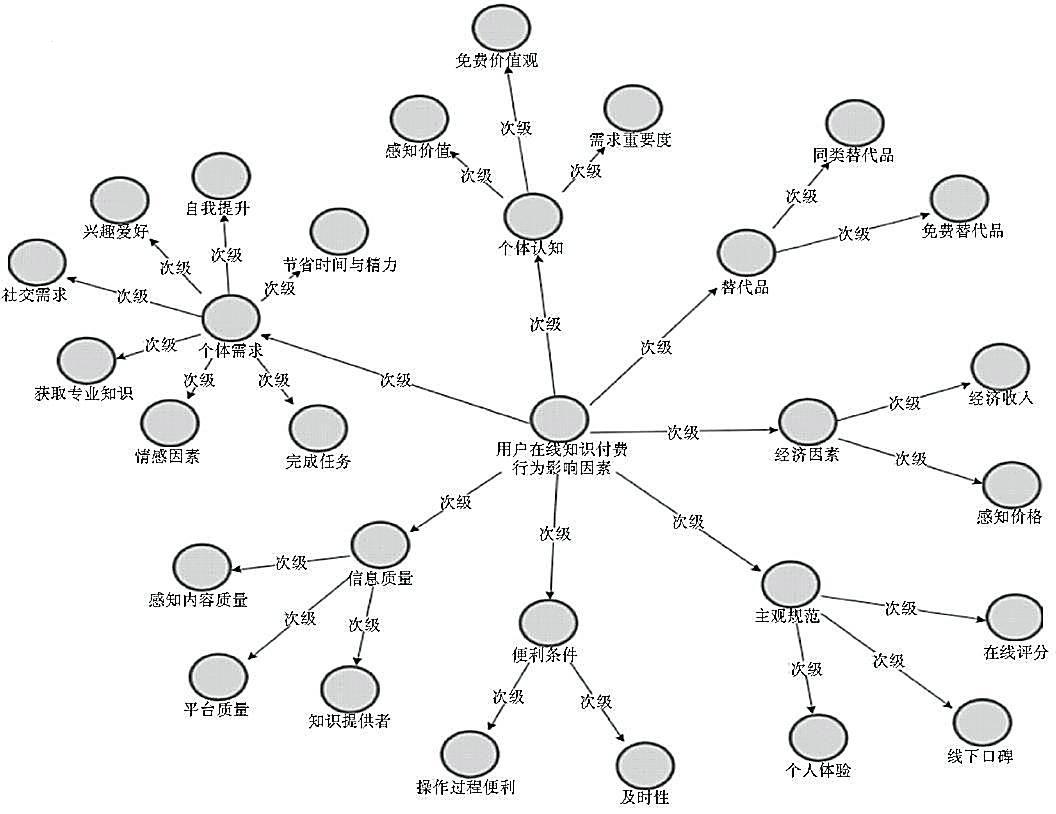 免费价值观
次级
感知价值
次级
需求重要度
次级
个体认知
同类替代品
次级
免费替代品
次级
替代品
自我提升
兴趣爱好
次级
节省时间与精力
次级
次级
社交需求
次级
个体需求
次级
获取专业知识
次级
情感因素
次级
完成任务
次级
次级
次级
次级
经济收入
次级
经济因素
次级
感知价格
用户在线知识付费
行为影响因素
次级
次级
次级
次级
信息质量
次级
感知内容质量
次级
平台质量
次级
知识提供者
便利条件
次级
操作过程便利
次级
及时性
主观规范
次级
在线评分
次级
线下口碑
次级
个人体验